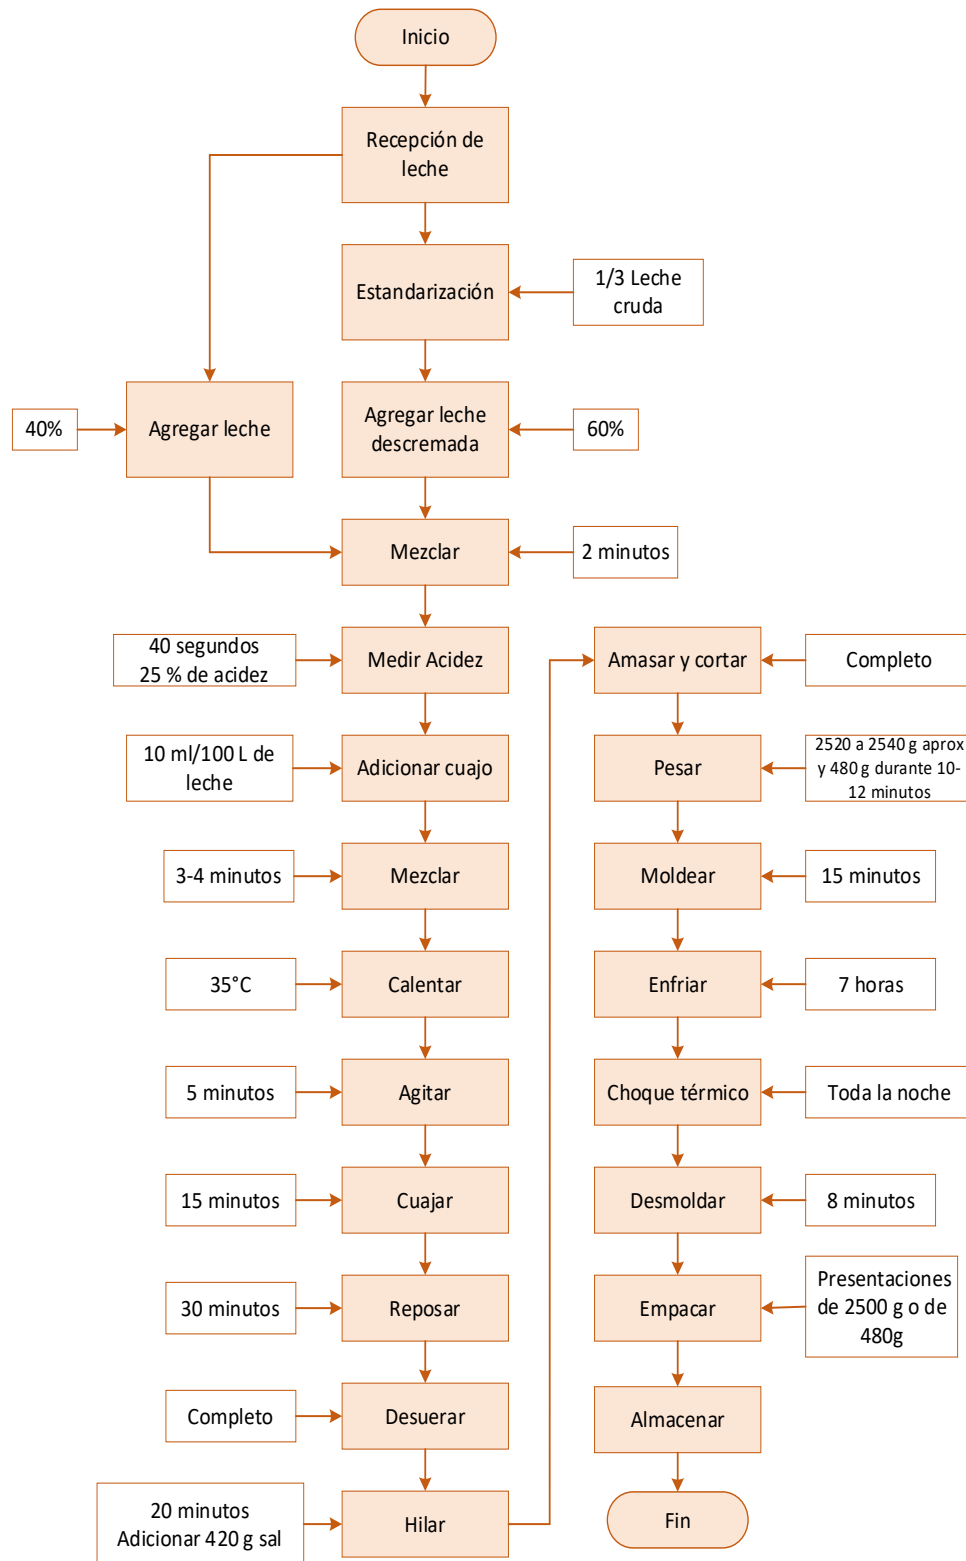 Inicio
Recepción de
leche
Estandarización
1/3 Leche
cruda
40%
Agregar leche
Agregar leche
descremada
60%
Mezclar
2 minutos
40 segundos
25 % de acidez
Medir Acidez
10 ml/100 L de
leche
Adicionar cuajo
3-4 minutos
Mezclar
35°C
Calentar
5 minutos
Agitar
15 minutos
Cuajar
30 minutos
Reposar
Completo
Desuerar
20 minutos
Adicionar 420 g sal
Hilar
Amasar y cortar
Completo
Pesar
2520 a 2540 g aprox
y 480 g durante 10-
12 minutos
Moldear
15 minutos
Enfriar
7 horas
Choque térmico
Toda la noche
Desmoldar
8 minutos
Empacar
Presentaciones
de 2500 g o de
480g
Almacenar
Fin